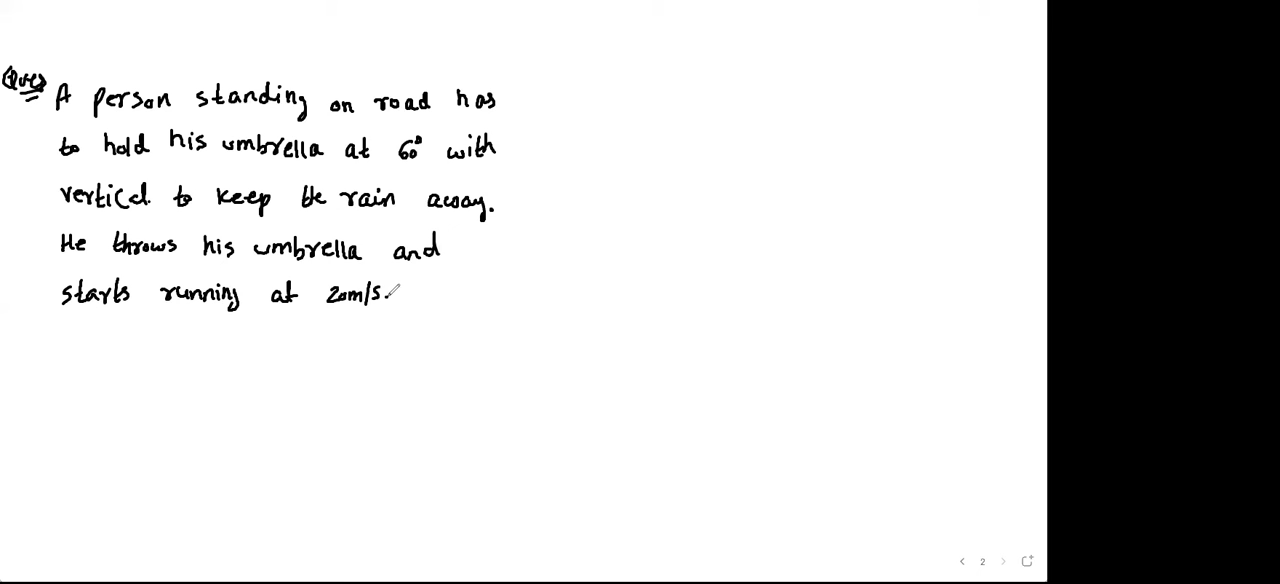 Ques
A person standing on road has
to hold his umbrella at 60° with
vertical to keep the rain away.
He throws his umbrella and
starts running at 20m/s.
2